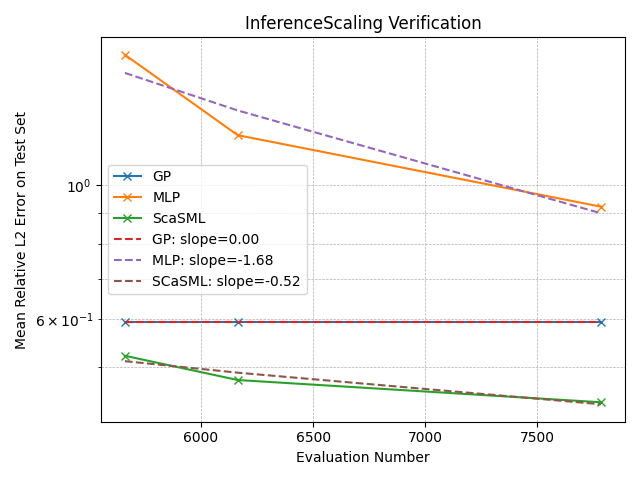 InferenceScaling Verification
Mean Relative L2 Error on Test Set
10⁰
6 × 10⁻¹
GP
MLP
ScaSML
GP: slope=0.00
MLP: slope=-1.68
SCaSML: slope=-0.52
6000 6500 7000 7500
Evaluation Number